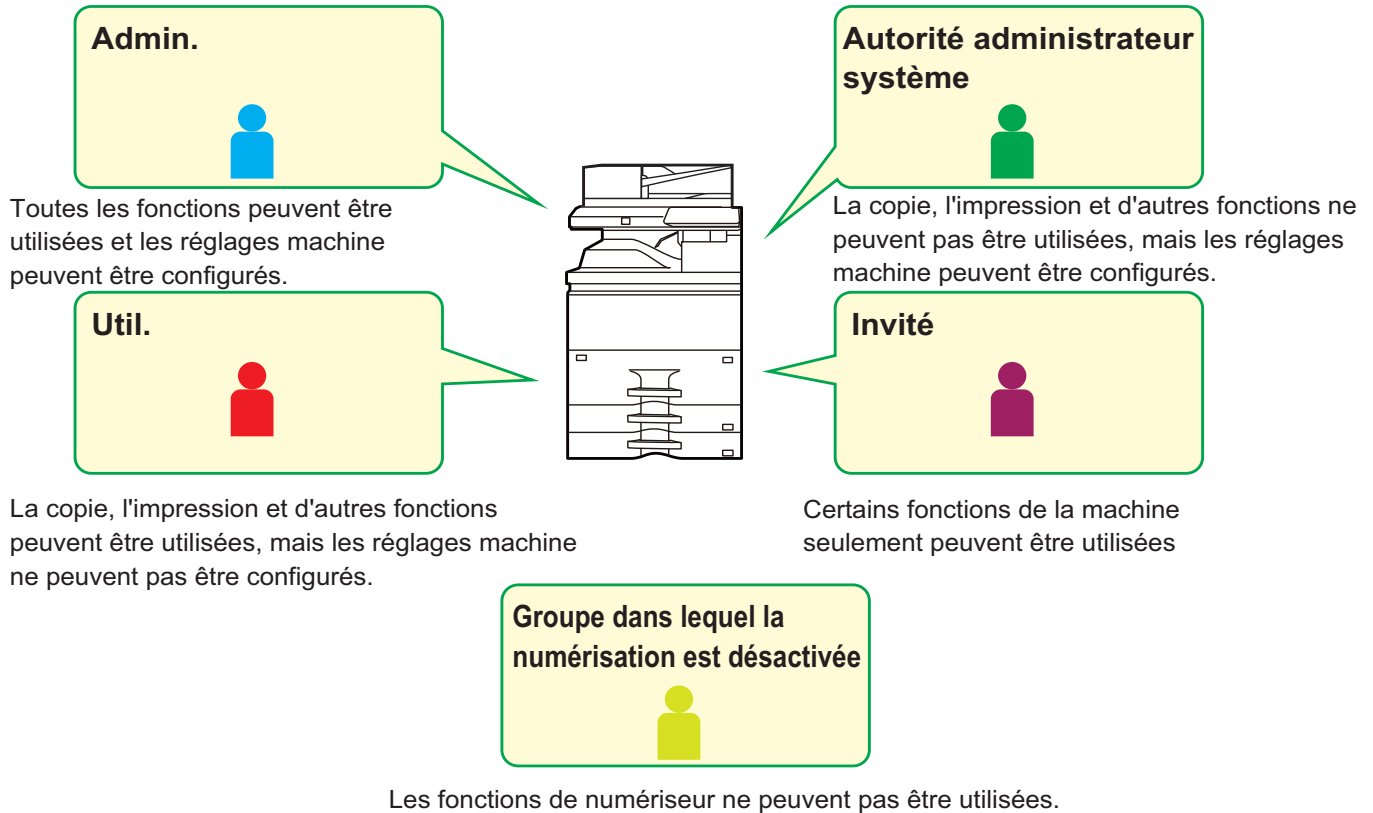 Admin.
Toutes les fonctions peuvent être
utilisées et les réglages machine
peuvent être configurés.
Autorité administrateur
système
La copie, l'impression et d'autres fonctions ne
peuvent pas être utilisées, mais les réglages
machine peuvent être configurés.
Util.
La copie, l'impression et d'autres fonctions
peuvent être utilisées, mais les réglages machine
ne peuvent pas être configurés.
Invité
Certains fonctions de la machine
seulement peuvent être utilisées
Groupe dans lequel la
numérisation est désactivée
Les fonctions de numériseur ne peuvent pas être utilisées.